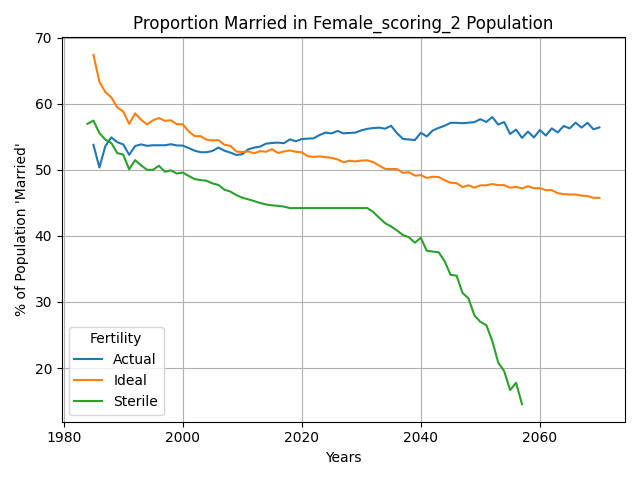 Proportion Married in Female_scoring_2 Population
% of Population 'Married'
70
60
50
40
30
20
Fertility
Actual
Ideal
Sterile
1980 2000 2020 2040 2060
Years